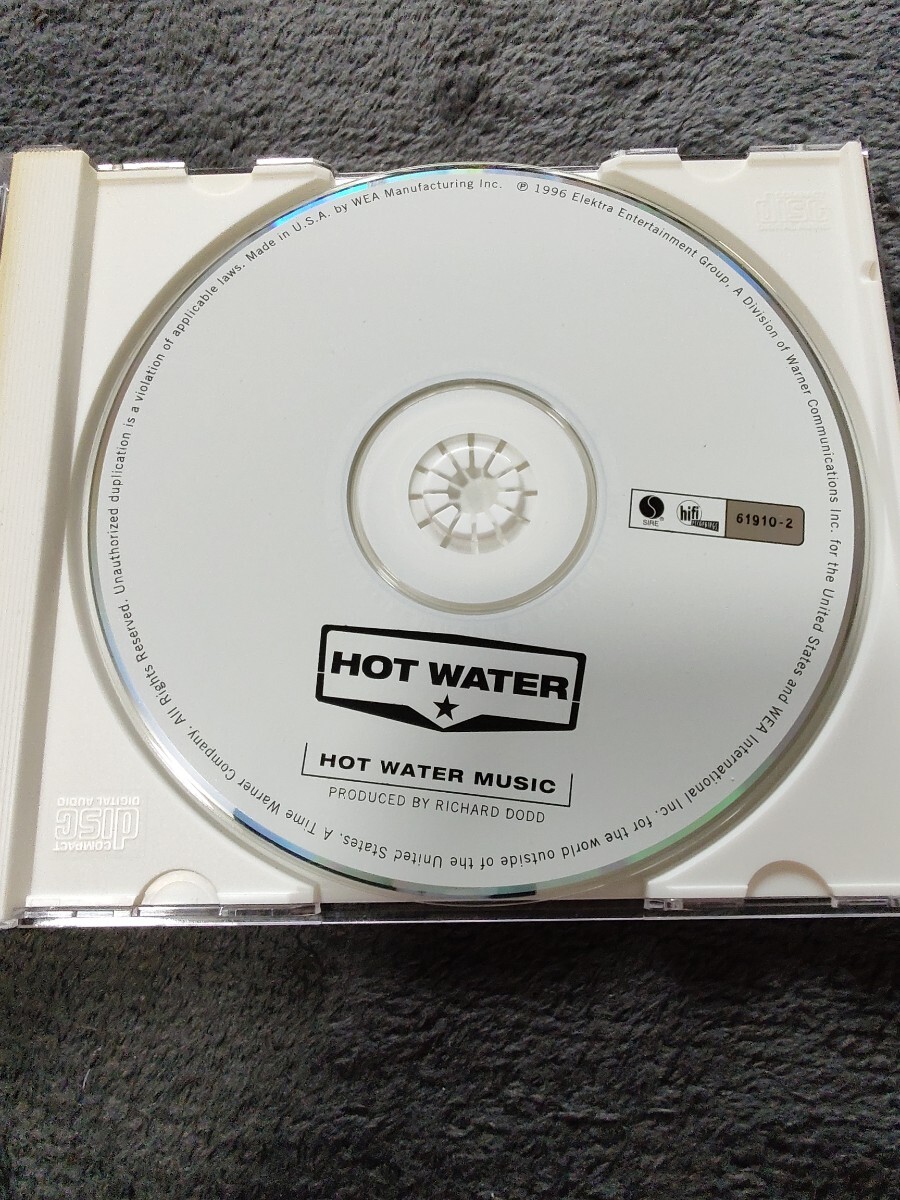 Unauthorized duplication is a violation of applicable laws. Made in U.S.A. by WEA Manufacturing Inc. ℗ 1996 Elektra Entertainment Group, A Division of Warner Communications Inc. for the United States and WEA International Inc. for the world outside of the United States. A Time Warner Company. All Rights Reserved.
SIRE®
hifi
recordings
61910-2
HOT WATER
HOT WATER MUSIC
PRODUCED BY RICHARD DODD
COMPACT
disc
DIGITAL AUDIO